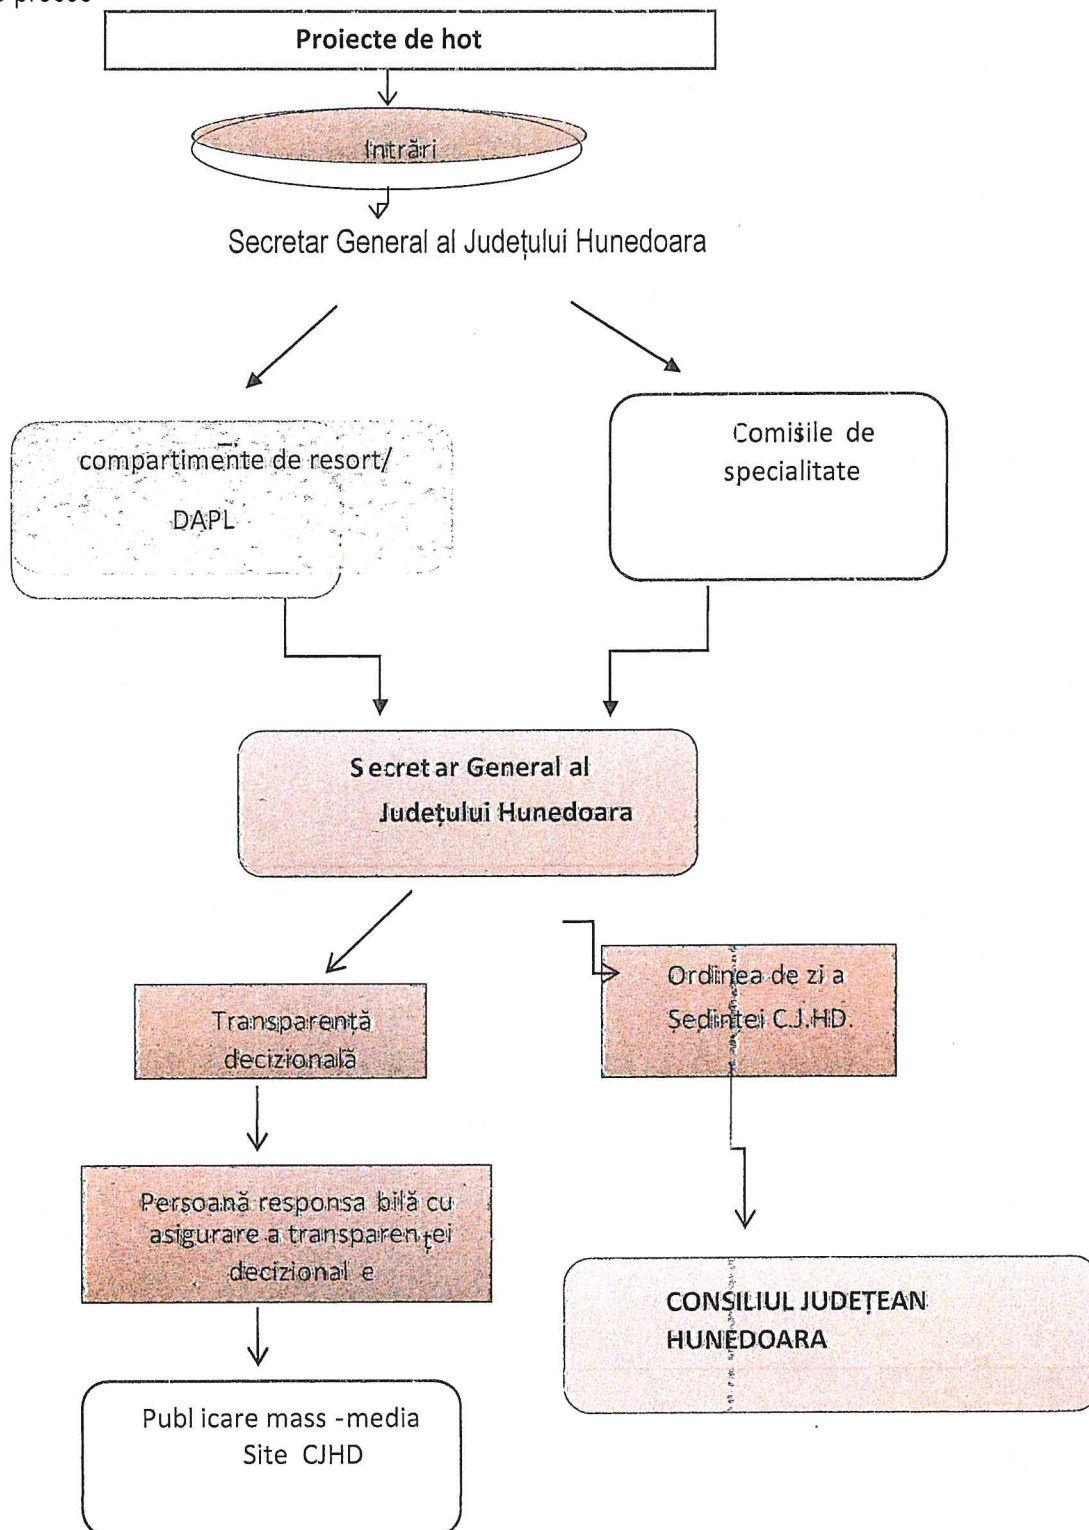 Proiecte de hot
Intrări
Secretar General al Județului Hunedoara
compartimente de resort/
DAPL
Comisile de
specialitate
Secretar General al
Județului Hunedoara
Transparență
decizională
Ordinea de zi a
Ședinței C.J.HD.
Persoană responsabilă cu
asigurare a transparenței
decizionale
CONSILIUL JUDEȚEAN
HUNEDOARA
Publicare mass-media
Site CJHD